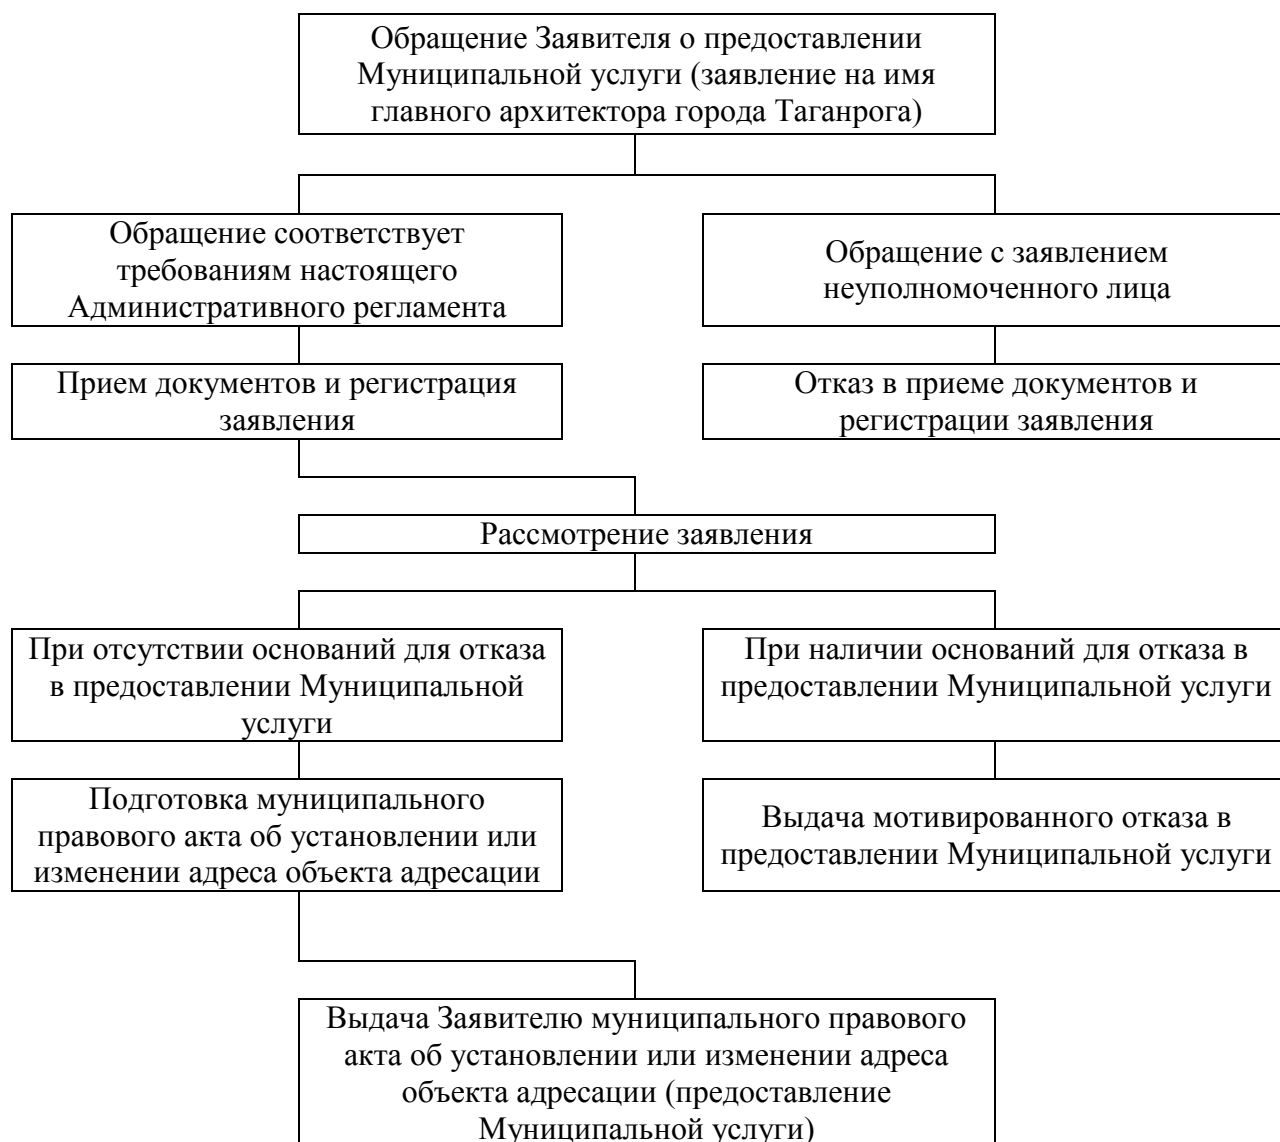 Обращение Заявителя о предоставлении
Муниципальной услуги (заявление на имя
главного архитектора города Таганрога)
Обращение соответствует
требованиям настоящего
Административного регламента
Обращение с заявлением
неуполномоченного лица
Прием документов и регистрация
заявления
Отказ в приеме документов и
регистрации заявления
Рассмотрение заявления
При отсутствии оснований для отказа
в предоставлении Муниципальной
услуги
При наличии оснований для отказа в
предоставлении Муниципальной услуги
Подготовка муниципального
правового акта об установлении или
изменении адреса объекта адресации
Выдача мотивированного отказа в
предоставлении Муниципальной услуги
Выдача Заявителю муниципального правового
акта об установлении или изменении адреса
объекта адресации (предоставление
Муниципальной услуги)